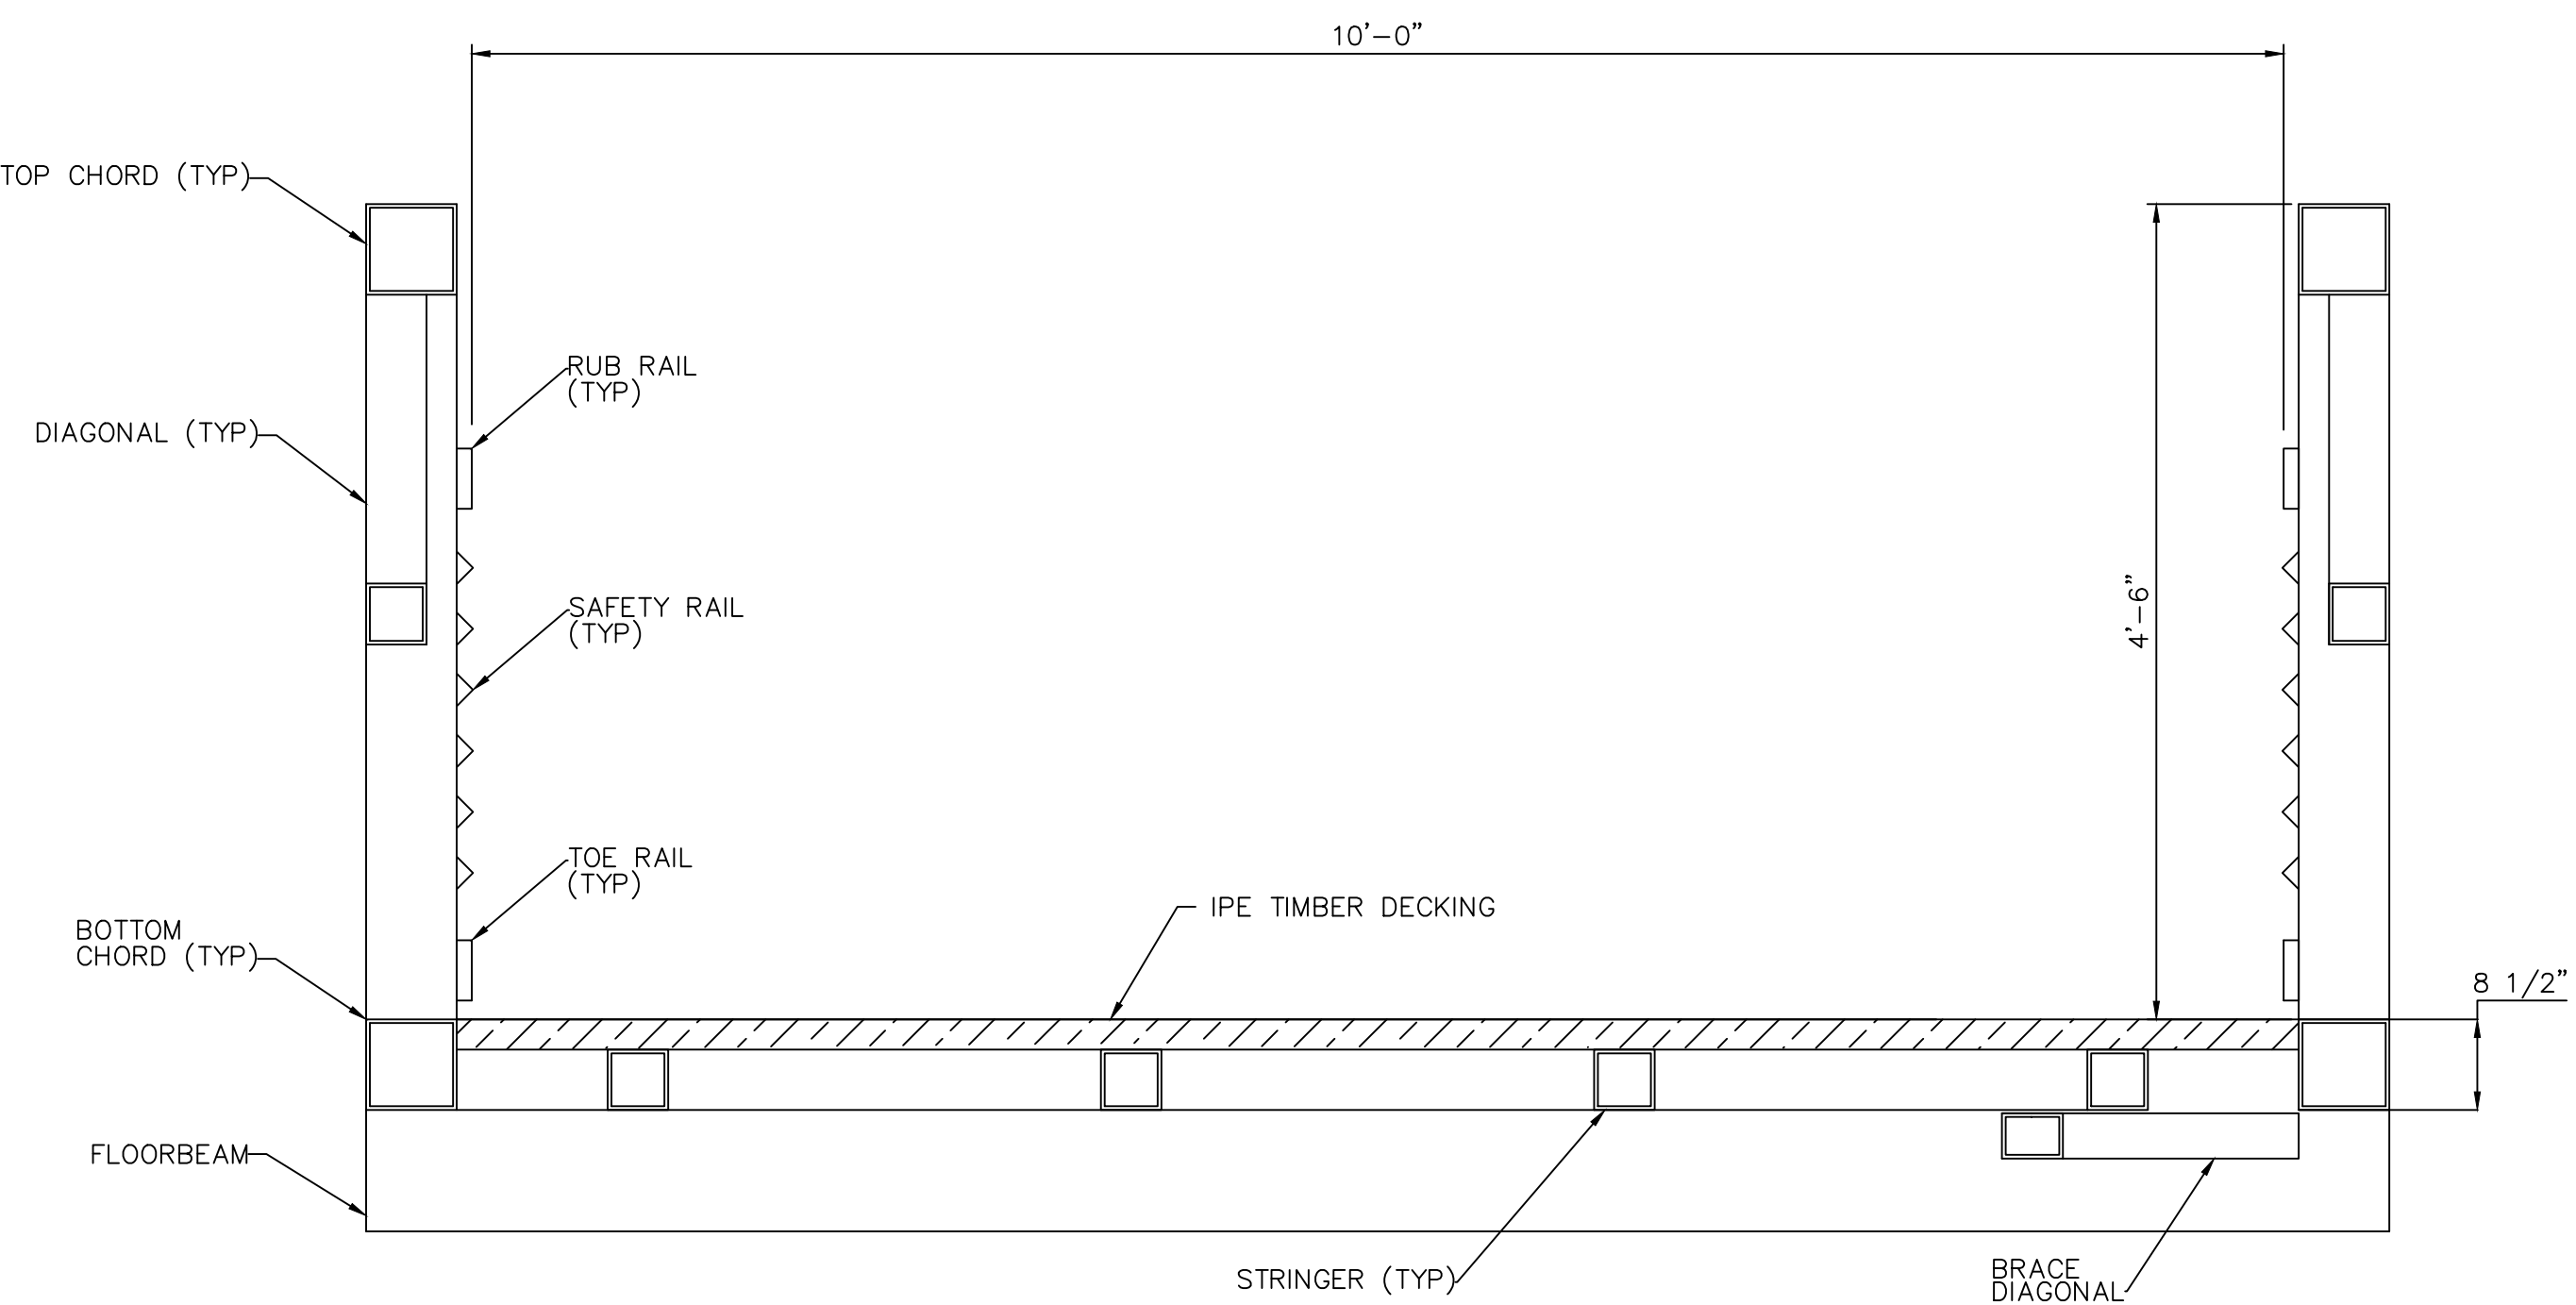 10'-0"
TOP CHORD (TYP)
RUB RAIL
(TYP)
DIAGONAL (TYP)
SAFETY RAIL
(TYP)
4'-6"
TOE RAIL
(TYP)
IPE TIMBER DECKING
BOTTOM
CHORD (TYP)
8 1/2"
FLOORBEAM
STRINGER (TYP)
BRACE
DIAGONAL